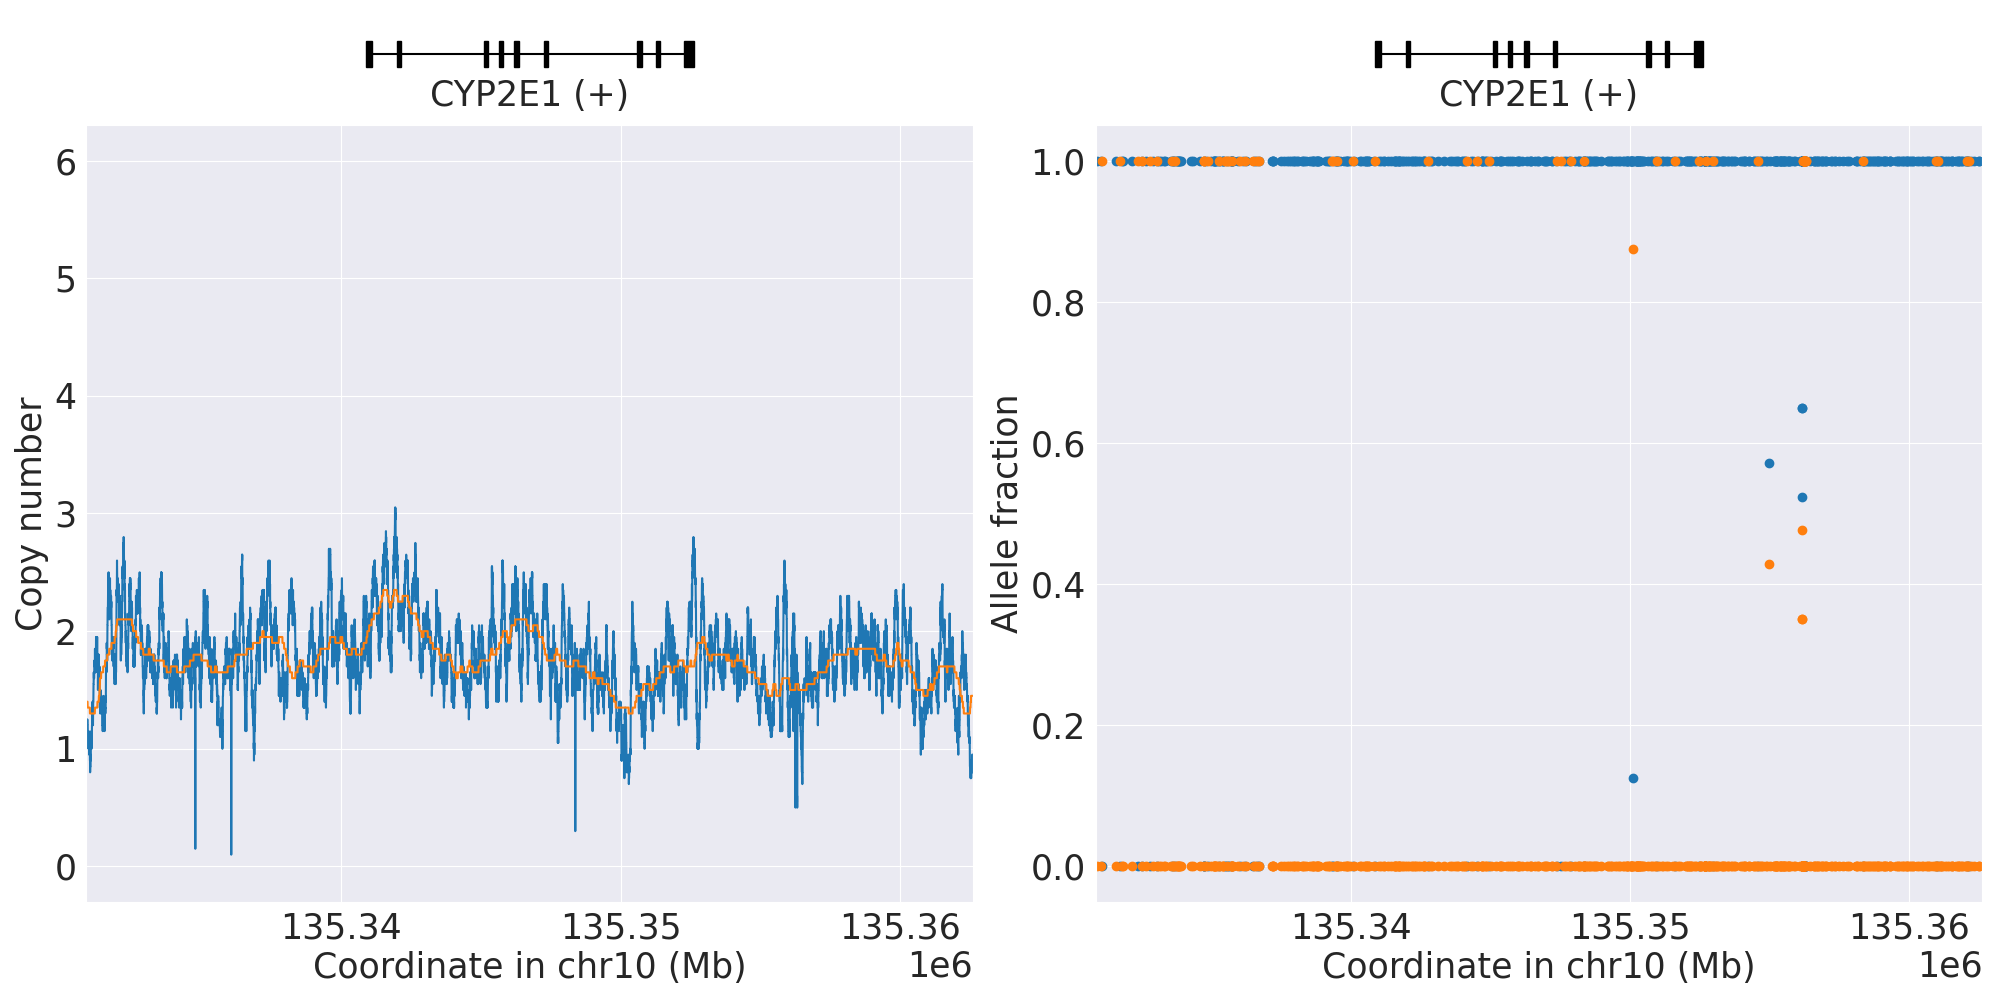 CYP2E1 (+)
CYP2E1 (+)
Copy number
6
5
4
3
2
1
0
135.34
135.35
135.36
Coordinate in chr10 (Mb)
1e6
Allele fraction
1.0
0.8
0.6
0.4
0.2
0.0
135.34
135.35
135.36
Coordinate in chr10 (Mb)
1e6